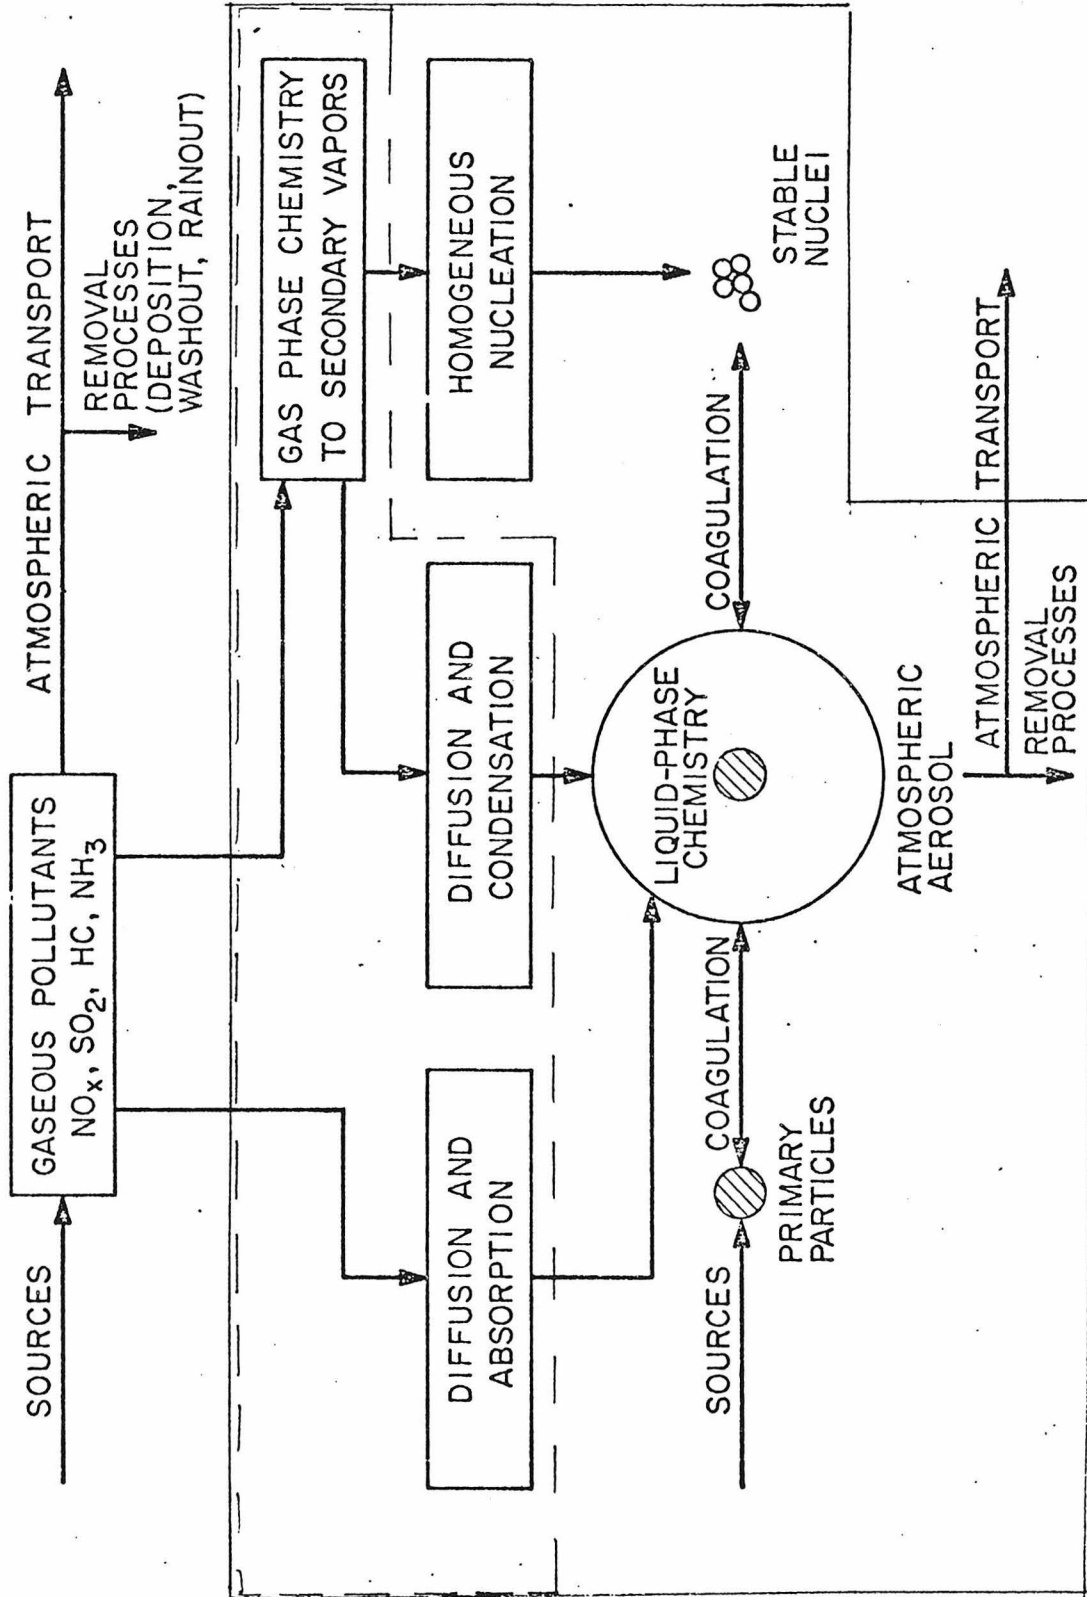 SOURCES
GASEOUS POLLUTANTS
NOx, SO2, HC, NH3
ATMOSPHERIC TRANSPORT
REMOVAL
PROCESSES
(DEPOSITION,
WASHOUT, RAINOUT)
GAS PHASE CHEMISTRY
TO SECONDARY VAPORS
DIFFUSION AND
ABSORPTION
DIFFUSION AND
CONDENSATION
HOMOGENEOUS
NUCLEATION
SOURCES
PRIMARY
PARTICLES
COAGULATION
LIQUID-PHASE
CHEMISTRY
COAGULATION
STABLE
NUCLEI
ATMOSPHERIC
AEROSOL
ATMOSPHERIC TRANSPORT
REMOVAL
PROCESSES